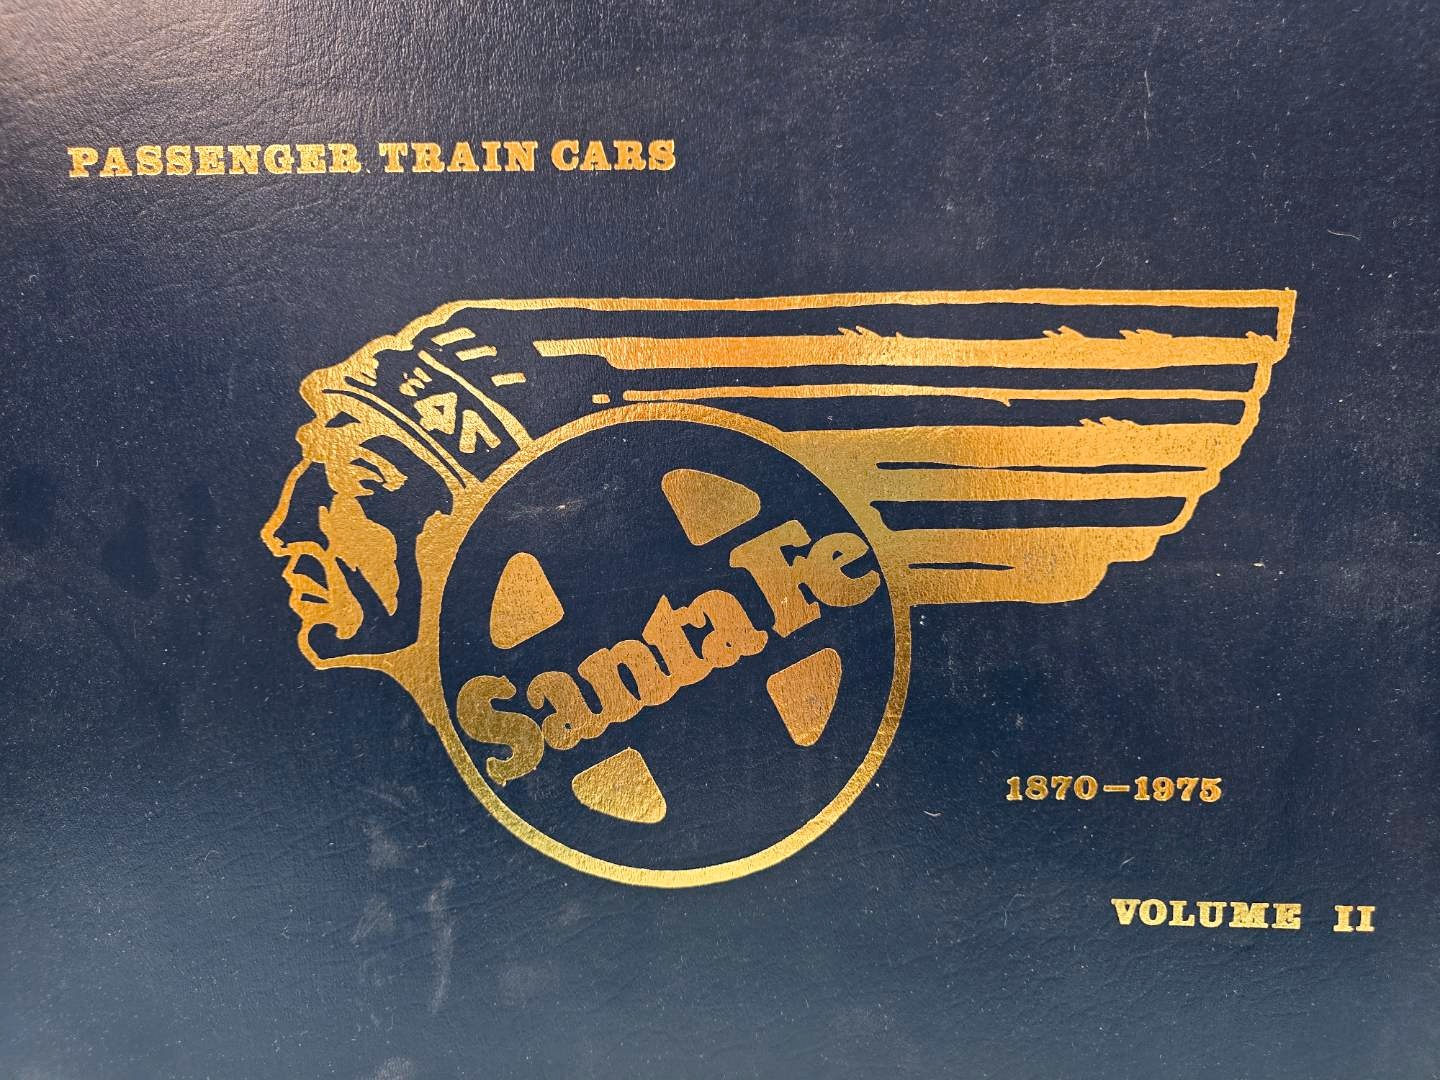 PASSENGER TRAIN CARS
Santa Fe
1870-1975
VOLUME II